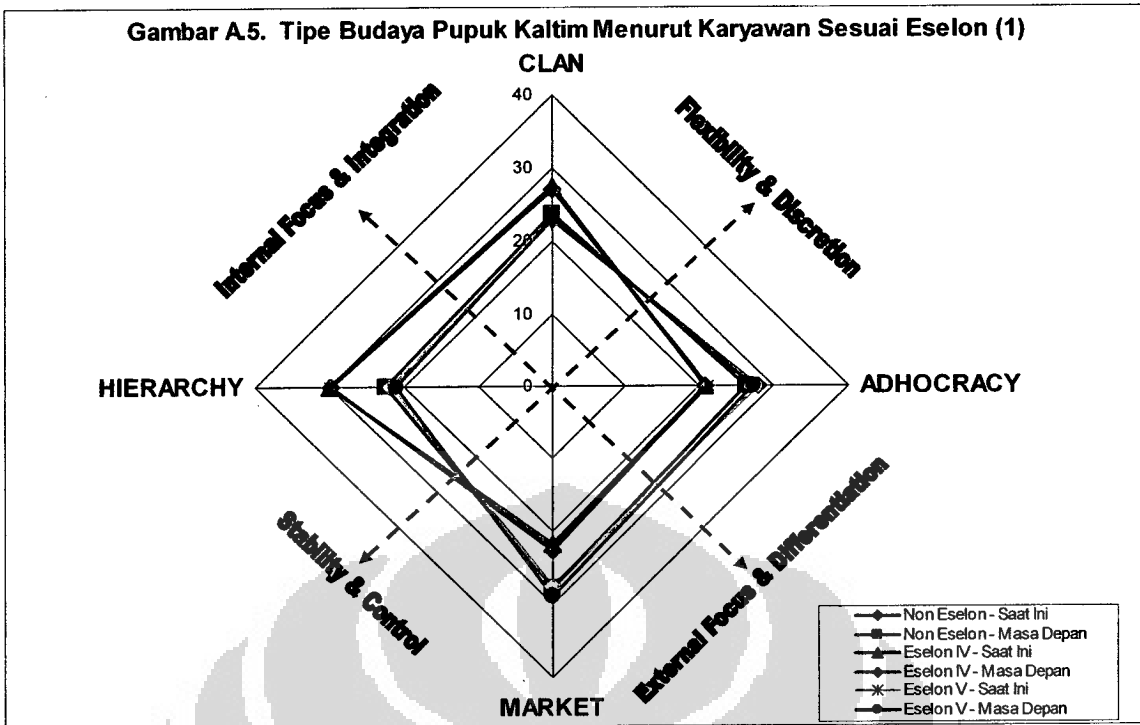 Gambar A.5. Tipe Budaya Pupuk Kaltim Menurut Karyawan Sesuai Eselon (1)
CLAN
40
30
20
10
0
Internal Focus & Integration
Flexibility & Discretion
HIERARCHY
ADHOCRACY
Stability & Control
External Focus & Differentiation
MARKET
Non Eselon - Saat Ini
Non Eselon - Masa Depan
Eselon IV - Saat Ini
Eselon IV - Masa Depan
Eselon V - Saat Ini
Eselon V - Masa Depan